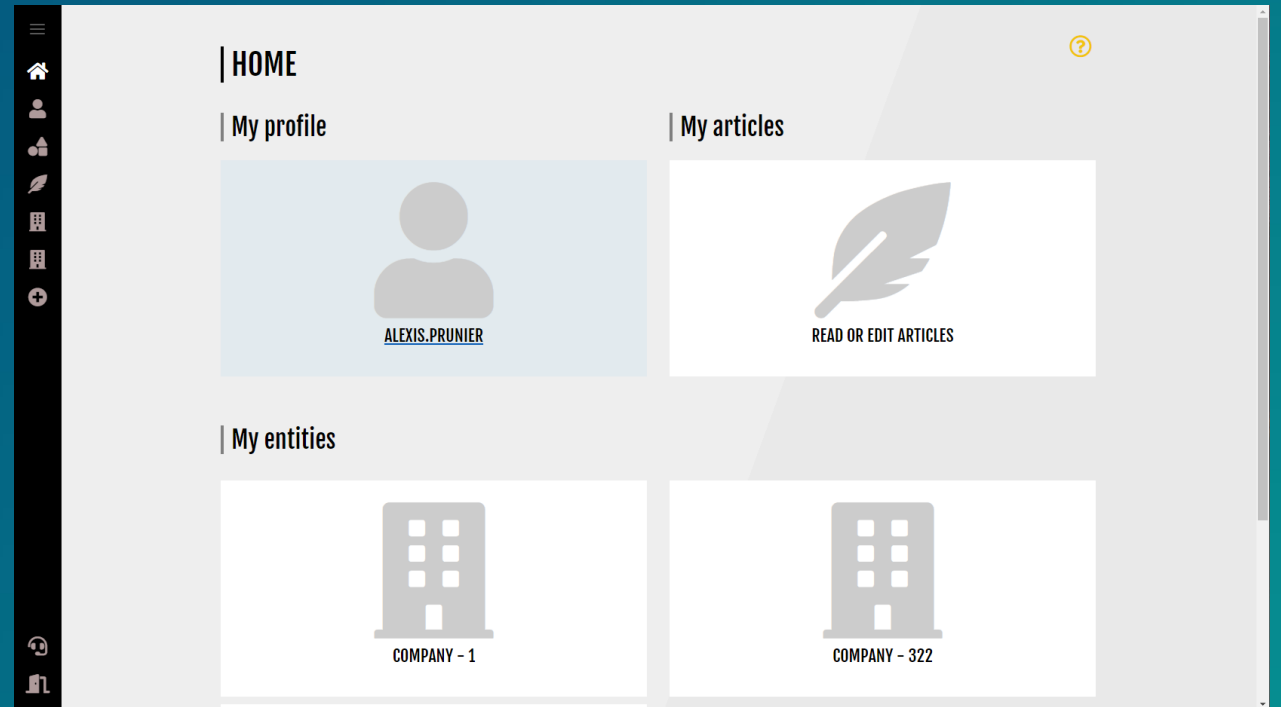 HOME
My profile
My articles
ALEXIS.PRUNIER
READ OR EDIT ARTICLES
My entities
COMPANY - 1
COMPANY - 322